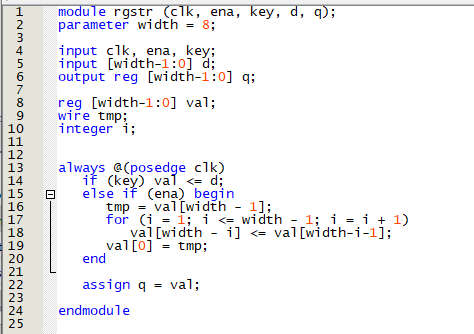 1 module rgstr (clk, ena, key, d, q);
2 parameter width = 8;
3
4 input clk, ena, key;
5 input [width-1:0] d;
6 output reg [width-1:0] q;
7
8 reg [width-1:0] val;
9 wire tmp;
10 integer i;
11
12
13 always @(posedge clk)
14 if (key) val <= d;
15 else if (ena) begin
16 tmp = val[width - 1];
17 for (i = 1; i <= width - 1; i = i + 1)
18 val[width - i] <= val[width-i-1];
19 val[0] = tmp;
20 end
21
22 assign q = val;
23
24 endmodule
25